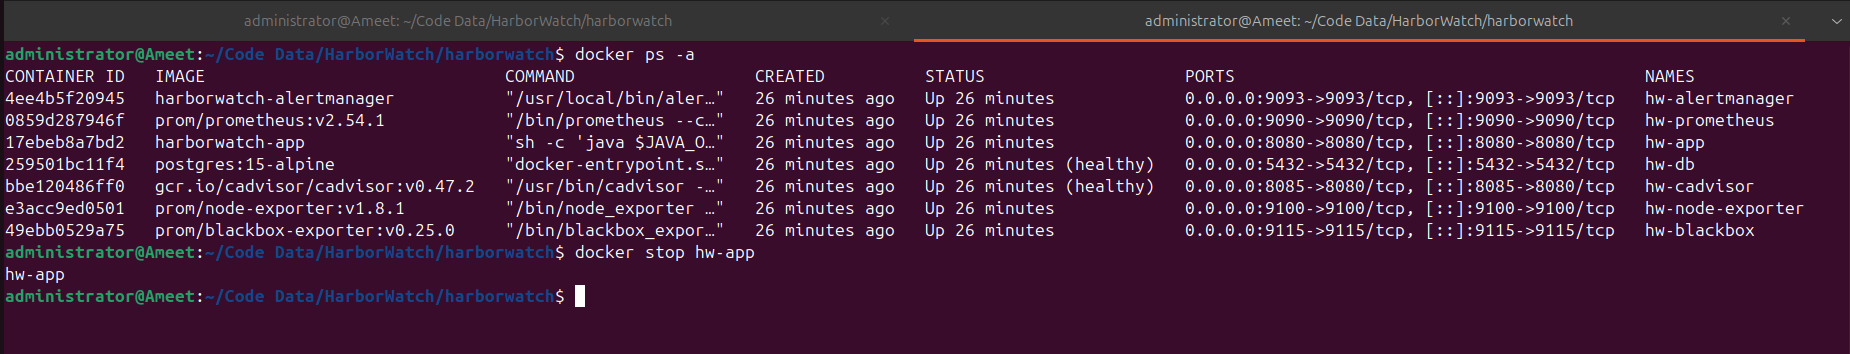 administrator@Ameet: ~/Code Data/HarborWatch/harborwatch × administrator@Ameet: ~/Code Data/HarborWatch/harborwatch ×
administrator@Ameet:~/Code Data/HarborWatch/harborwatch$ docker ps -a
CONTAINER ID   IMAGE                              COMMAND                  CREATED          STATUS                    PORTS                                         NAMES
4ee4b5f20945   harborwatch-alertmanager           "/usr/local/bin/aler…"   26 minutes ago   Up 26 minutes             0.0.0.0:9093->9093/tcp, [::]:9093->9093/tcp   hw-alertmanager
0859d287946f   prom/prometheus:v2.54.1            "/bin/prometheus --c…"   26 minutes ago   Up 26 minutes             0.0.0.0:9090->9090/tcp, [::]:9090->9090/tcp   hw-prometheus
17ebeb8a7bd2   harborwatch-app                    "sh -c 'java $JAVA_O…"   26 minutes ago   Up 26 minutes             0.0.0.0:8080->8080/tcp, [::]:8080->8080/tcp   hw-app
259501bc11f4   postgres:15-alpine                 "docker-entrypoint.s…"   26 minutes ago   Up 26 minutes (healthy)   0.0.0.0:5432->5432/tcp, [::]:5432->5432/tcp   hw-db
bbe120486ff0   gcr.io/cadvisor/cadvisor:v0.47.2   "/usr/bin/cadvisor -…"   26 minutes ago   Up 26 minutes (healthy)   0.0.0.0:8085->8080/tcp, [::]:8085->8080/tcp   hw-cadvisor
e3acc9ed0501   prom/node-exporter:v1.8.1          "/bin/node_exporter …"   26 minutes ago   Up 26 minutes             0.0.0.0:9100->9100/tcp, [::]:9100->9100/tcp   hw-node-exporter
49ebb0529a75   prom/blackbox-exporter:v0.25.0     "/bin/blackbox_expor…"   26 minutes ago   Up 26 minutes             0.0.0.0:9115->9115/tcp, [::]:9115->9115/tcp   hw-blackbox
administrator@Ameet:~/Code Data/HarborWatch/harborwatch$ docker stop hw-app
hw-app
administrator@Ameet:~/Code Data/HarborWatch/harborwatch$